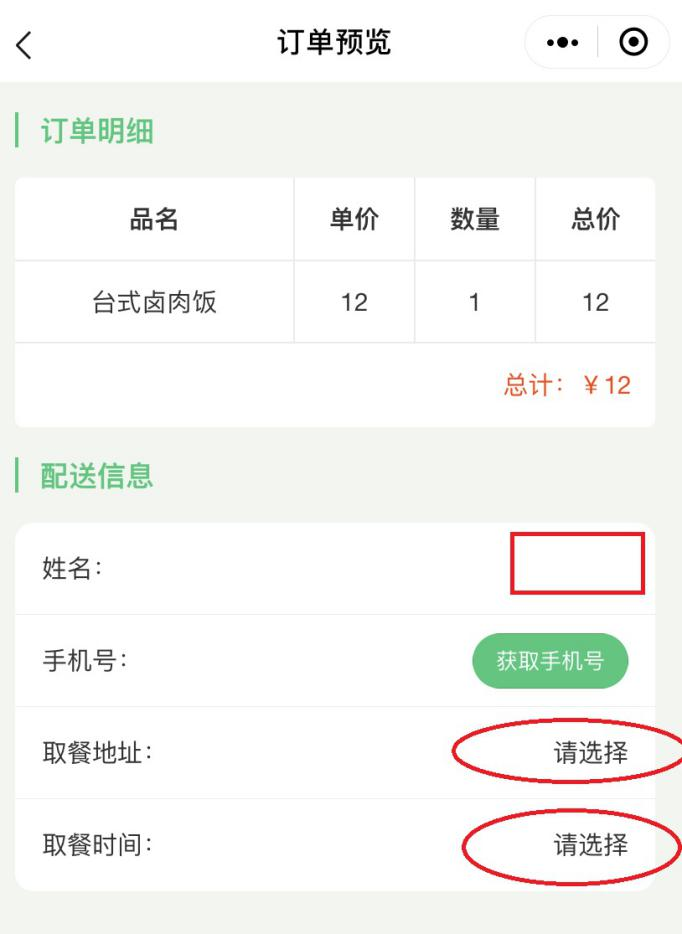 订单预览
订单明细
品名 单价 数量 总价
台式卤肉饭 12 1 12
总计：￥12
配送信息
姓名：
手机号： 获取手机号
取餐地址： 请选择
取餐时间： 请选择